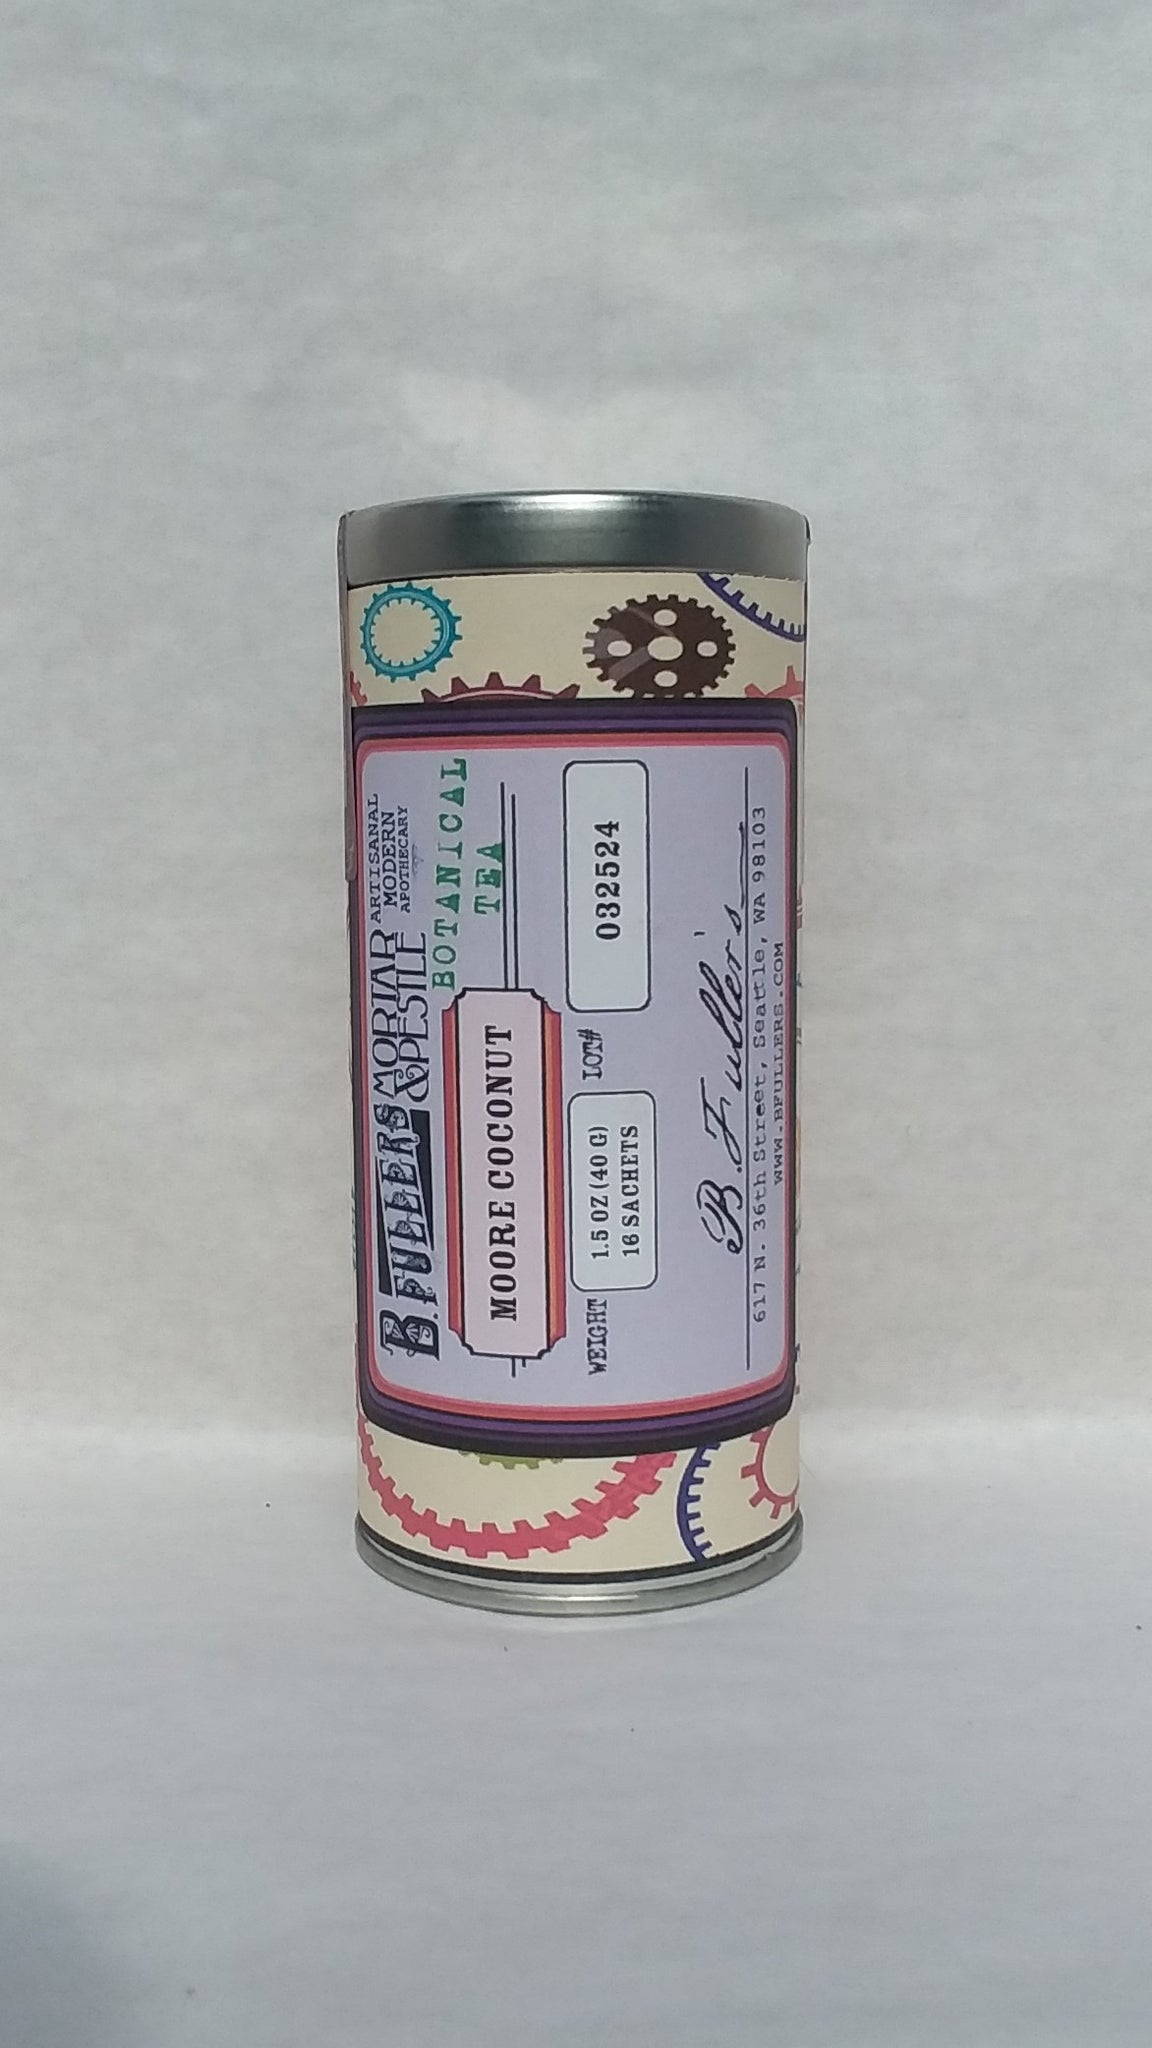 B. FULLERS MORTAR & PESTLE
ARTISANAL
MODERN
APOTHECARY
BOTANICAL
TEA
MOORE COCONUT
WEIGHT
1.5 OZ (40 G)
16 SACHETS
LOT#
032524
B. Fuller's
617 N. 36th Street, Seattle, WA 98103
WWW.BFULLERS.COM